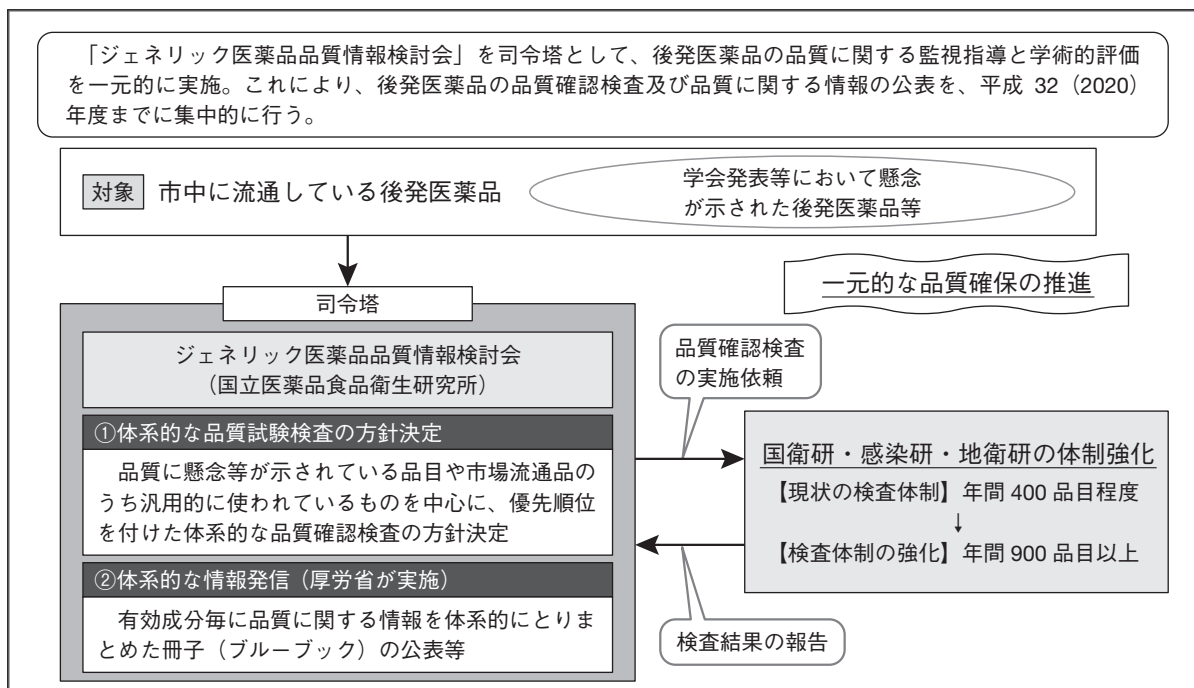 「ジェネリック医薬品品質情報検討会」を司令塔として、後発医薬品の品質に関する監視指導と学術的評価
を一元的に実施。これにより、後発医薬品の品質確認検査及び品質に関する情報の公表を、平成 32（2020）
年度までに集中的に行う。
対象 市中に流通している後発医薬品
学会発表等において懸念
が示された後発医薬品等
一元的な品質確保の推進
司令塔
ジェネリック医薬品品質情報検討会
（国立医薬品食品衛生研究所）
①体系的な品質試験検査の方針決定
品質に懸念等が示されている品目や市場流通品の
うち汎用的に使われているものを中心に、優先順位
を付けた体系的な品質確認検査の方針決定
②体系的な情報発信（厚労省が実施）
有効成分毎に品質に関する情報を体系的にとりま
とめた冊子（ブルーブック）の公表等
品質確認検査
の実施依頼
国衛研・感染研・地衛研の体制強化
【現状の検査体制】年間 400 品目程度
↓
【検査体制の強化】年間 900 品目以上
検査結果の報告